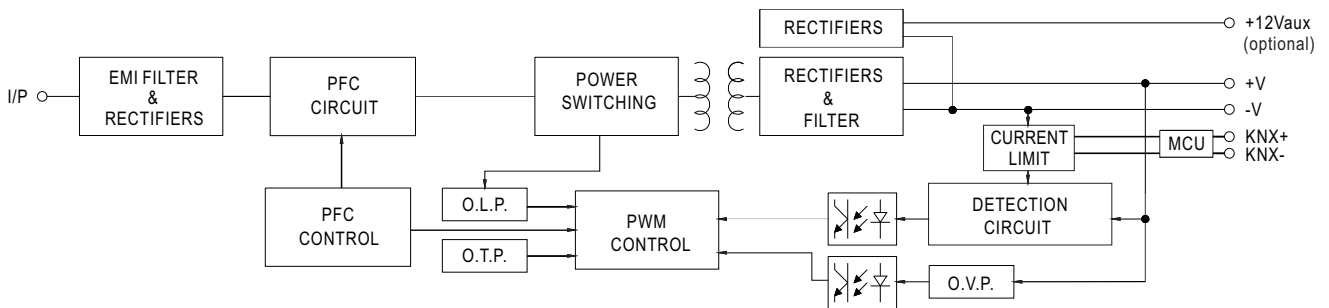 RECTIFIERS
+12Vaux
(optional)
I/P
EMI FILTER
&
RECTIFIERS
PFC
CIRCUIT
POWER
SWITCHING
RECTIFIERS
&
FILTER
+V
-V
CURRENT
LIMIT
MCU
KNX+
KNX-
PFC
CONTROL
O.L.P.
O.T.P.
PWM
CONTROL
DETECTION
CIRCUIT
O.V.P.